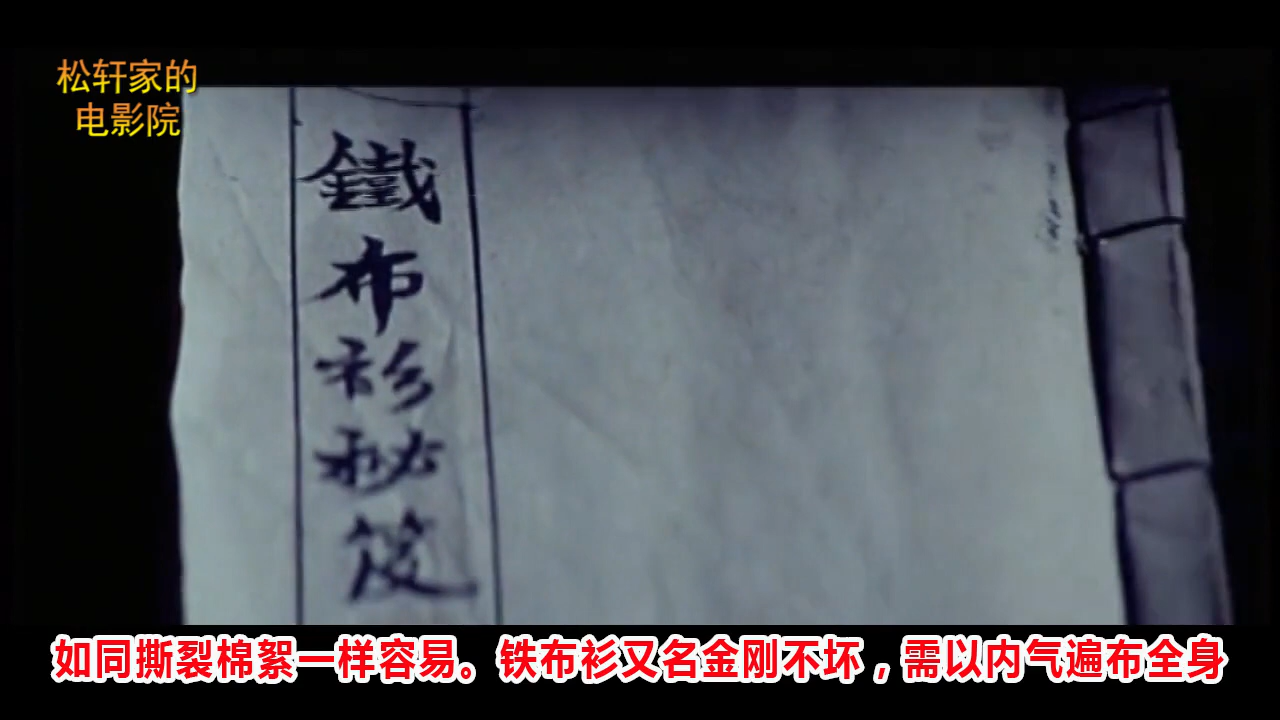 松轩家的
电影院
鐵布衫秘笈
如同撕裂棉絮一样容易。铁布衫又名金刚不坏，需以内气遍布全身